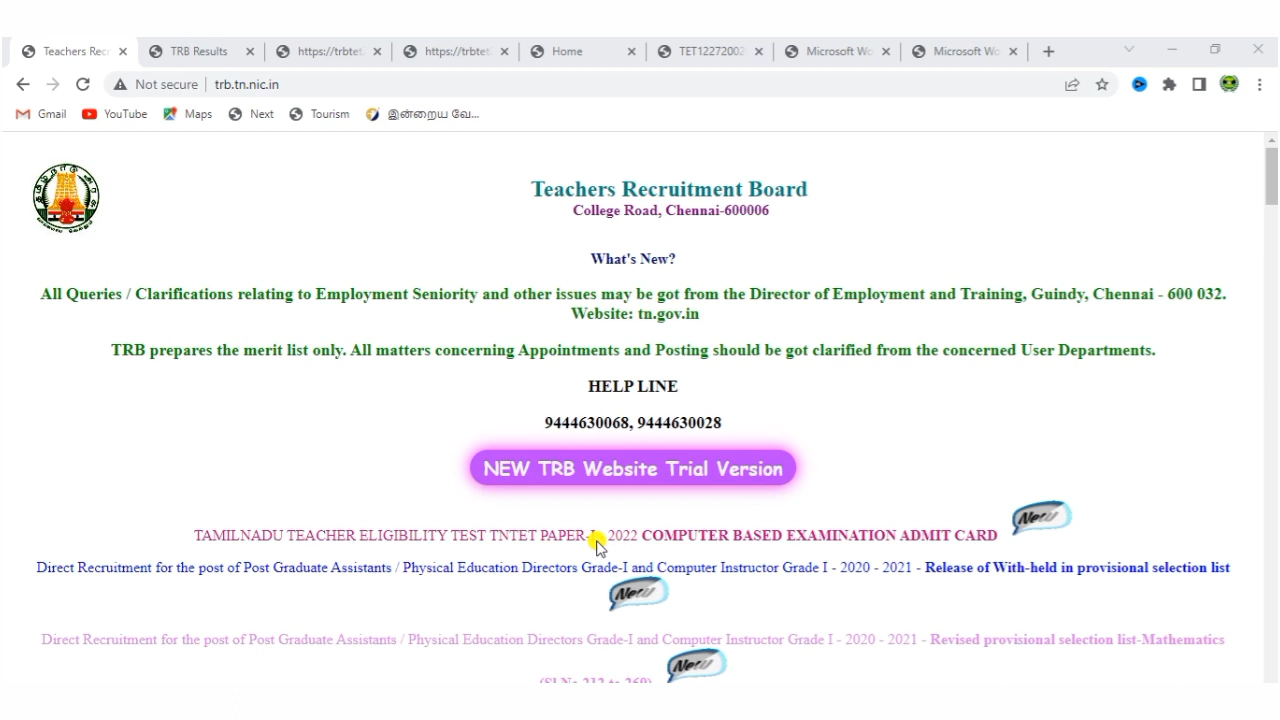 Teachers Rec
TRB Results
https://trbtet
https://trbtet
Home
TET12272002
Microsoft Wo
Microsoft Wo
Not secure
trb.tn.nic.in
Gmail
YouTube
Maps
Next
Tourism
இன்றைய வே...
Teachers Recruitment Board
College Road, Chennai-600006
What's New?
All Queries / Clarifications relating to Employment Seniority and other issues may be got from the Director of Employment and Training, Guindy, Chennai - 600 032.
Website: tn.gov.in
TRB prepares the merit list only. All matters concerning Appointments and Posting should be got clarified from the concerned User Departments.
HELP LINE
9444630068, 9444630028
NEW TRB Website Trial Version
New
TAMILNADU TEACHER ELIGIBILITY TEST TNTET PAPER-I 2022 COMPUTER BASED EXAMINATION ADMIT CARD
Direct Recruitment for the post of Post Graduate Assistants / Physical Education Directors Grade-I and Computer Instructor Grade I - 2020 - 2021 - Release of With-held in provisional selection list
New
Direct Recruitment for the post of Post Graduate Assistants / Physical Education Directors Grade-I and Computer Instructor Grade I - 2020 - 2021 - Revised provisional selection list-Mathematics
New
(Sl No 212 to 269)